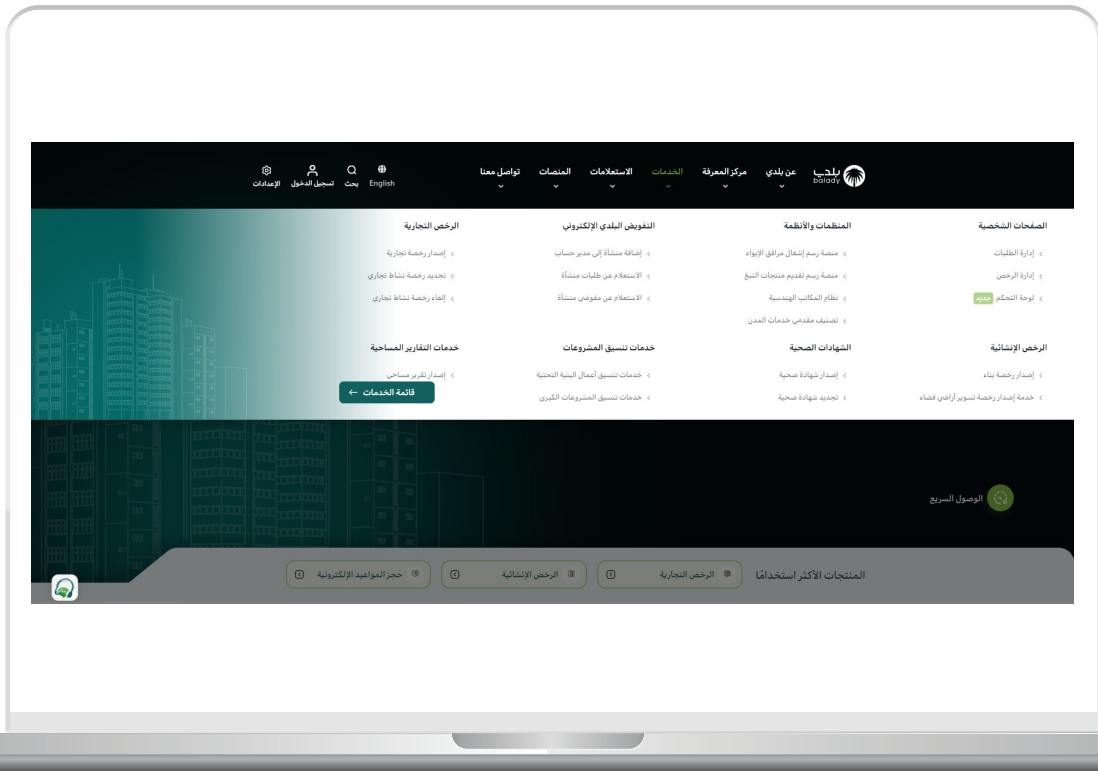 بلدي
balady
عن بلدي
مركز المعرفة
الخدمات
الاستعلامات
المنصات
تواصل معنا
English
بحث
تسجيل الدخول
الإعدادات
الصفحات الشخصية
إدارة الطلبات
إدارة الرخص
لوحة التحكم جديد
المنظمات والأنظمة
منصة رسم إشغال مرافق الإيواء
منصة رسم تقديم منتجات التبغ
نظام المكاتب الهندسية
تصنيف مقدمي خدمات المدن
التفويض البلدي الإلكتروني
إضافة منشأة إلى مدير حساب
الاستعلام عن طلبات منشأة
الاستعلام عن مفوضي منشأة
الرخص التجارية
إصدار رخصة تجارية
تجديد رخصة نشاط تجاري
إلغاء رخصة نشاط تجاري
الرخص الإنشائية
إصدار رخصة بناء
خدمة إصدار رخصة تسوير أراضي فضاء
الشهادات الصحية
إصدار شهادة صحية
تجديد شهادة صحية
خدمات تنسيق المشروعات
خدمات تنسيق أعمال البنية التحتية
خدمات تنسيق المشروعات الكبرى
خدمات التقارير المساحية
إصدار تقرير مساحي
قائمة الخدمات ←
الوصول السريع
المنتجات الأكثر استخدامًا
الرخص التجارية
الرخص الإنشائية
حجز المواعيد الإلكترونية